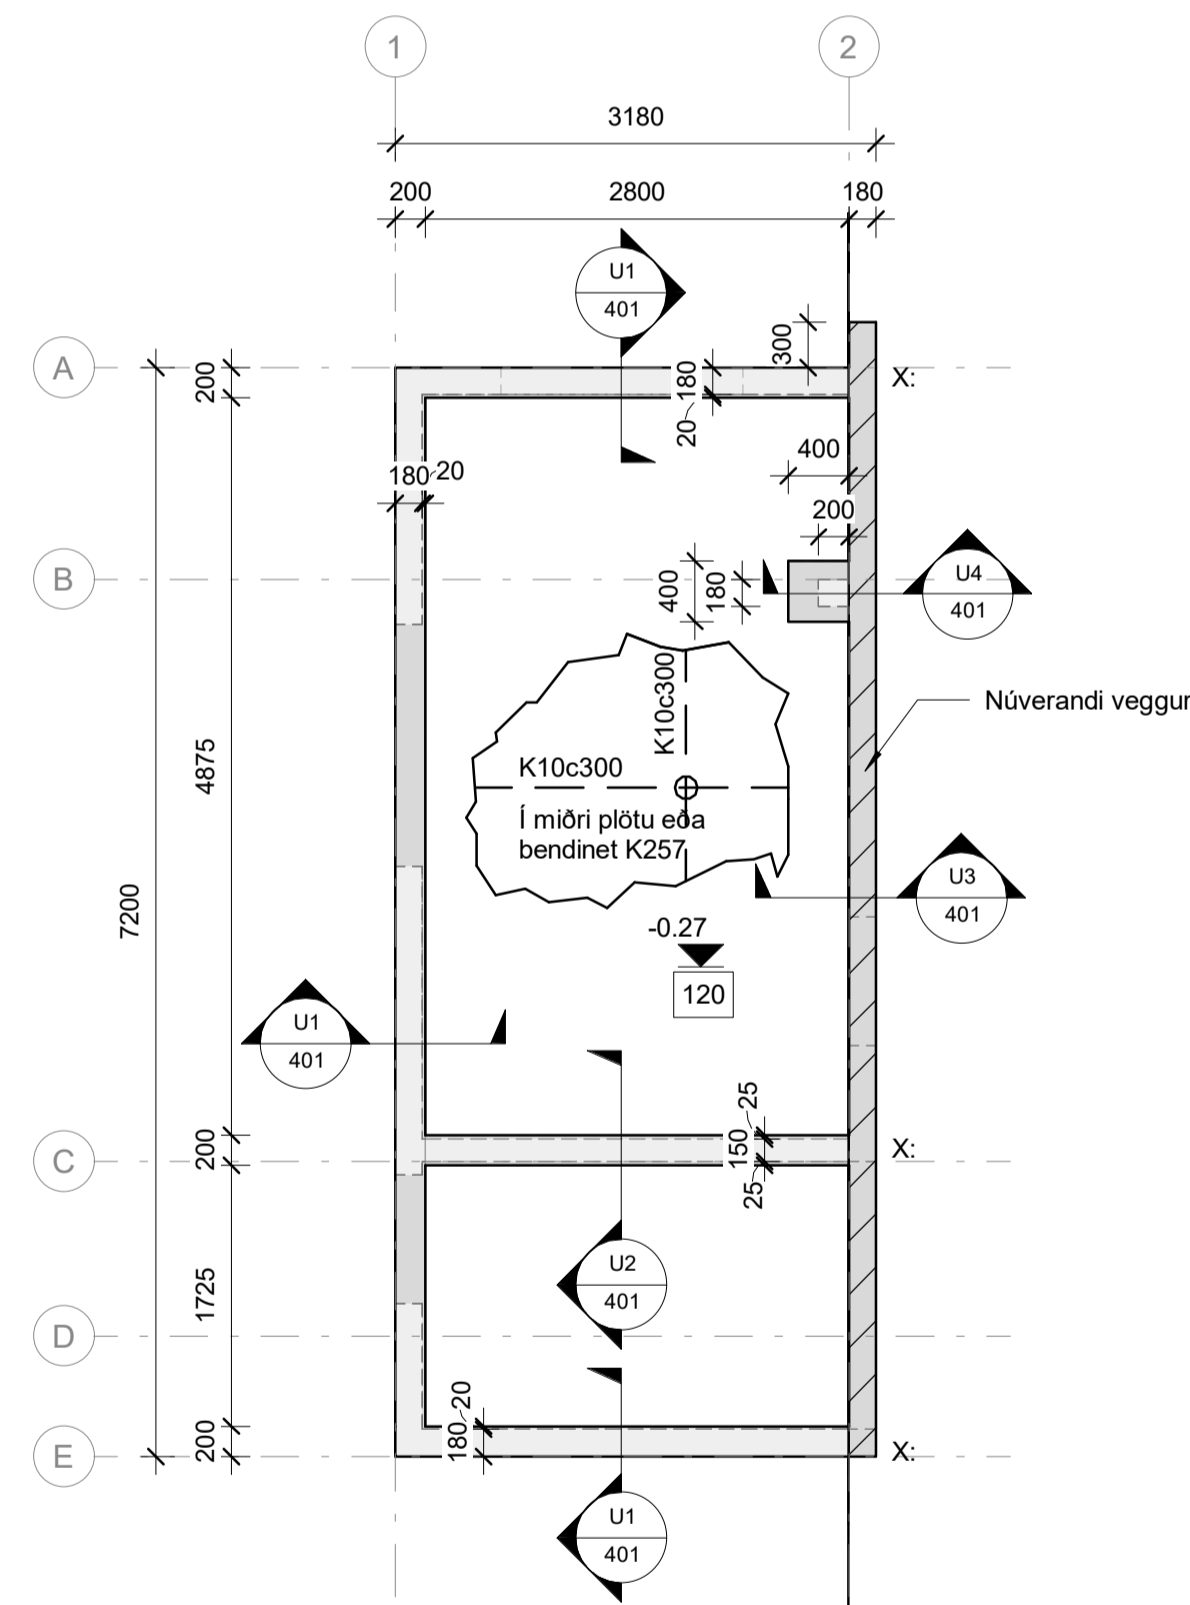 1
2
3180
200
2800
180
U1
401
300
A
200
180
20
X:
400
180
20
200
B
400
180
U4
401
K10c300
Núverandi veggur
4875
K10c300
Í miðri plötu eða
bendinet K257
7200
U3
401
-0.27
120
U1
401
25
C
200
150
X:
25
U2
401
1725
D
20
E
200
180
X:
U1
401